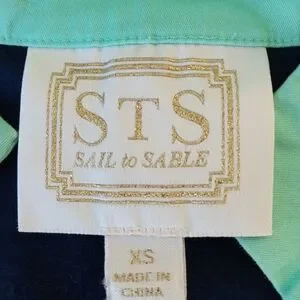 STS
SAIL to SABLE
XS
MADE IN
CHINA